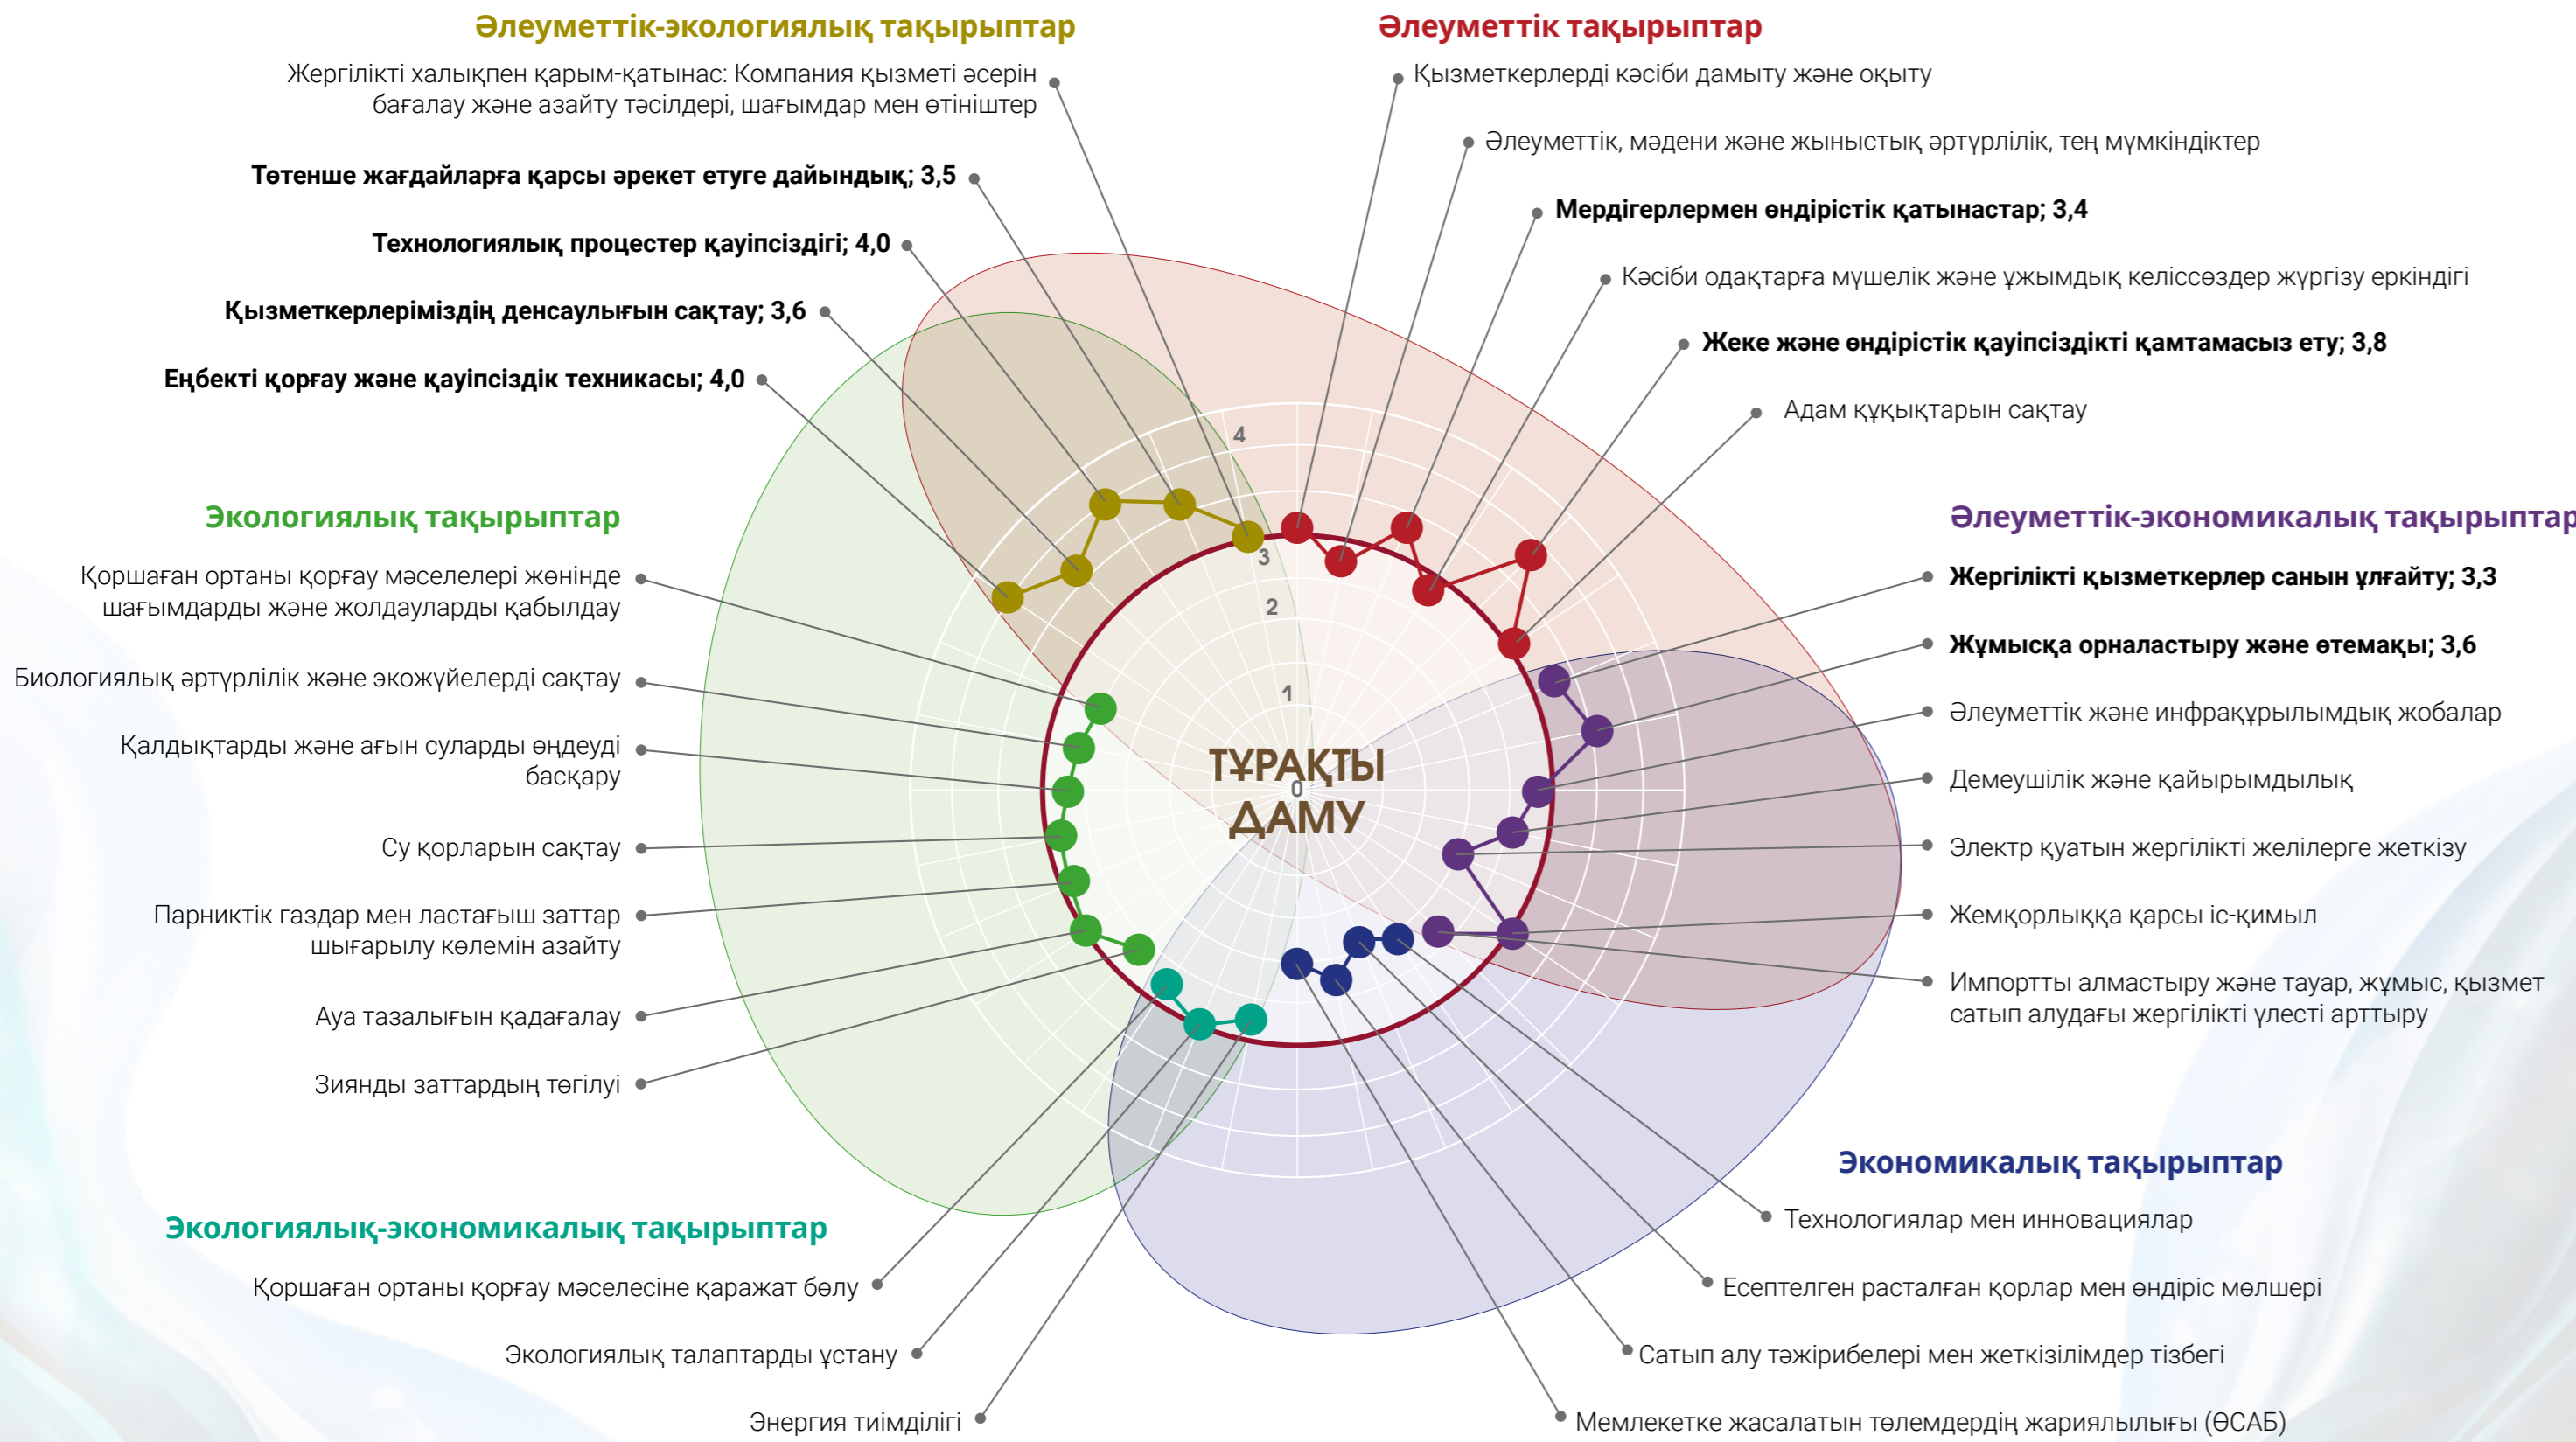 Әлеуметтік-экологиялық тақырыптар
Жергілікті халықпен қарым-қатынас: Компания қызметі әсерін
бағалау және азайту тәсілдері, шағымдар мен өтініштер
Төтенше жағдайларға қарсы әрекет етуге дайындық; 3,5
Технологиялық процестер қауіпсіздігі; 4,0
Қызметкерлеріміздің денсаулығын сақтау; 3,6
Еңбекті қорғау және қауіпсіздік техникасы; 4,0
Әлеуметтік тақырыптар
Қызметкерлерді кәсіби дамыту және оқыту
Әлеуметтік, мәдени және жыныстық әртүрлілік, тең мүмкіндіктер
Мердігерлермен өндірістік қатынастар; 3,4
Кәсіби одақтарға мүшелік және ұжымдық келіссөздер жүргізу еркіндігі
Жеке және өндірістік қауіпсіздікті қамтамасыз ету; 3,8
Адам құқықтарын сақтау
Экологиялық тақырыптар
Қоршаған ортаны қорғау мәселелері жөнінде
шағымдарды және жолдауларды қабылдау
Биологиялық әртүрлілік және экожүйелерді сақтау
Қалдықтарды және ағын суларды өңдеуді
басқару
Су қорларын сақтау
Парниктік газдар мен ластағыш заттар
шығарылу көлемін азайту
Ауа тазалығын қадағалау
Зиянды заттардың төгілуі
4
3
2
1
0
ТҰРАҚТЫ
ДАМУ
Әлеуметтік-экономикалық тақырыптар
Жергілікті қызметкерлер санын ұлғайту; 3,3
Жұмысқа орналастыру және өтемақы; 3,6
Әлеуметтік және инфрақұрылымдық жобалар
Демеушілік және қайырымдылық
Электр қуатын жергілікті желілерге жеткізу
Жемқорлыққа қарсы іс-қимыл
Импортты алмастыру және тауар, жұмыс, қызмет
сатып алудағы жергілікті үлесті арттыру
Экологиялық-экономикалық тақырыптар
Қоршаған ортаны қорғау мәселесіне қаражат бөлу
Экологиялық талаптарды ұстану
Энергия тиімділігі
Экономикалық тақырыптар
Технологиялар мен инновациялар
Есептелген расталған қорлар мен өндіріс мөлшері
Сатып алу тәжірибелері мен жеткізілімдер тізбегі
Мемлекетке жасалатын төлемдердің жариялылығы (ӨСАБ)